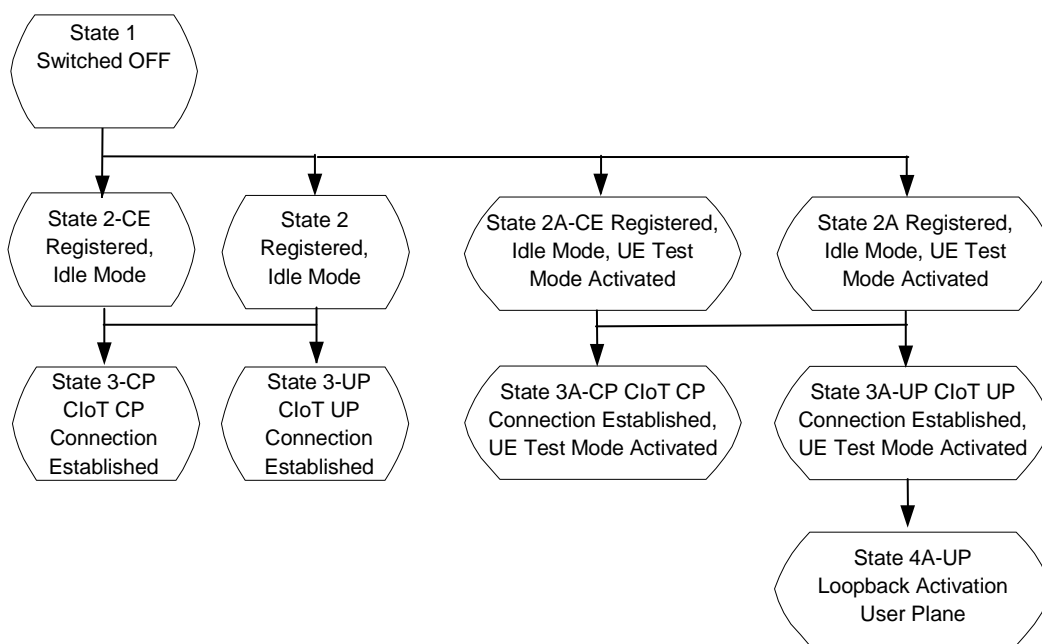 State 1
Switched OFF
State 2-CE
Registered,
Idle Mode
State 2
Registered,
Idle Mode
State 2A-CE Registered,
Idle Mode, UE Test
Mode Activated
State 2A Registered,
Idle Mode, UE Test
Mode Activated
State 3-CP
CIoT CP
Connection
Established
State 3-UP
CIoT UP
Connection
Established
State 3A-CP CIoT CP
Connection Established,
UE Test Mode Activated
State 3A-UP CIoT UP
Connection Established,
UE Test Mode Activated
State 4A-UP
Loopback Activation
User Plane